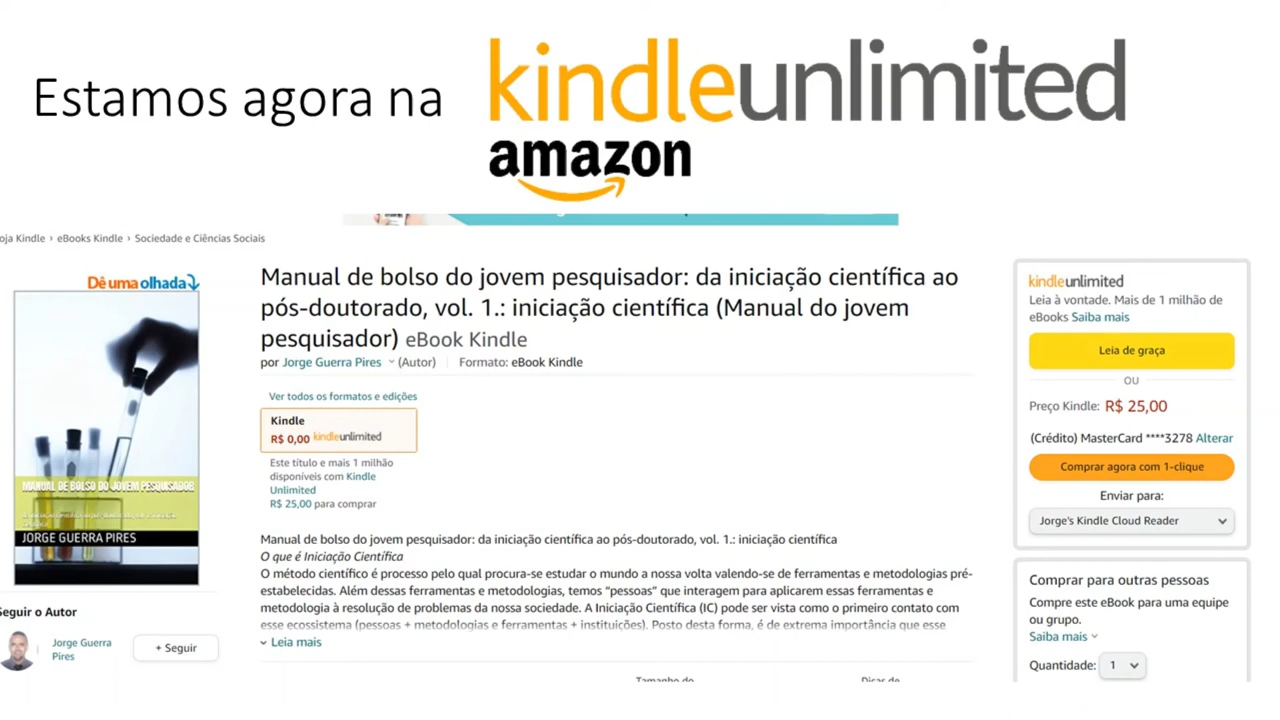 Estamos agora na
kindleunlimited
amazon
Kindle › eBooks Kindle › Sociedade e Ciências Sociais
Dê uma olhada
MANUAL DE BOLSO DO JOVEM PESQUISADOR
JORGE GUERRA PIRES
Seguir o Autor
Jorge Guerra
Pires
+ Seguir
Manual de bolso do jovem pesquisador: da iniciação científica ao
pós-doutorado, vol. 1.: iniciação científica (Manual do jovem
pesquisador) eBook Kindle
por Jorge Guerra Pires (Autor) Formato: eBook Kindle
Ver todos os formatos e edições
Kindle
R$ 0,00 kindleunlimited
Este título e mais 1 milhão
disponíveis com Kindle
Unlimited
R$ 25,00 para comprar
Manual de bolso do jovem pesquisador: da iniciação científica ao pós-doutorado, vol. 1.: iniciação científica
O que é Iniciação Científica
O método científico é processo pelo qual procura-se estudar o mundo a nossa volta valendo-se de ferramentas e metodologias pré-
estabelecidas. Além dessas ferramentas e metodologias, temos “pessoas” que interagem para aplicarem essas ferramentas e
metodologia à resolução de problemas da nossa sociedade. A Iniciação Científica (IC) pode ser vista como o primeiro contato com
esse ecossistema (pessoas + metodologias e ferramentas + instituições). Posto desta forma, é de extrema importância que esse
Leia mais
Tamanho do
Dicas de
kindleunlimited
Leia à vontade. Mais de 1 milhão de
eBooks Saiba mais
Leia de graça
OU
Preço Kindle: R$ 25,00
(Crédito) MasterCard ****3278 Alterar
Comprar agora com 1-clique
Enviar para:
Jorge's Kindle Cloud Reader
Comprar para outras pessoas
Compre este eBook para uma equipe
ou grupo.
Saiba mais
Quantidade: 1